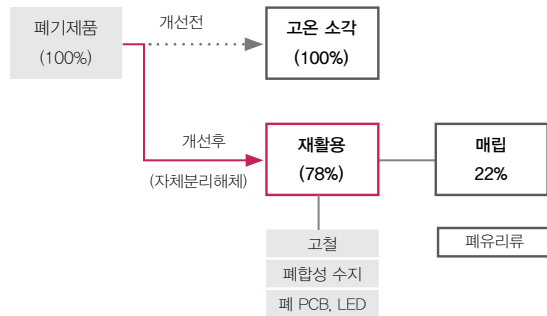 폐기제품
(100%)
개선전
고온 소각
(100%)
개선후
(자체분리해체)
재활용
(78%)
매립
22%
고철
폐합성 수지
폐 PCB, LED
폐유리류